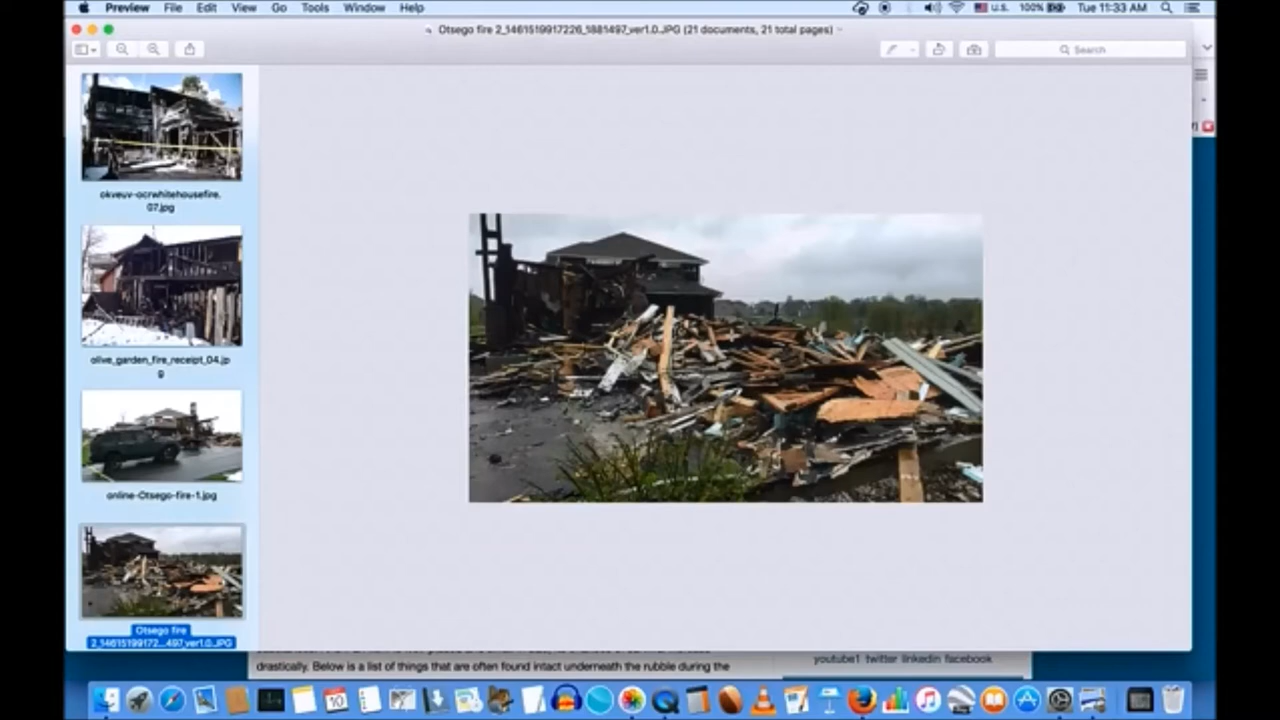 Preview File Edit View Go Tools Window Help
U.S. 100% Tue 11:33 AM
Otsego fire 2_1461519917226_1881497_ver1.0.JPG (21 documents, 21 total pages)
Search
okveuv-ocrwhitehousefire.
07.jpg
olive_garden_fire_receipt_04.jp
g
online-Otsego-fire-1.jpg
Otsego fire
2_14615199172...497_ver1.0.JPG
drastically. Below is a list of things that are often found intact underneath the rubble during the
youtube1 twitter linkedin facebook
10